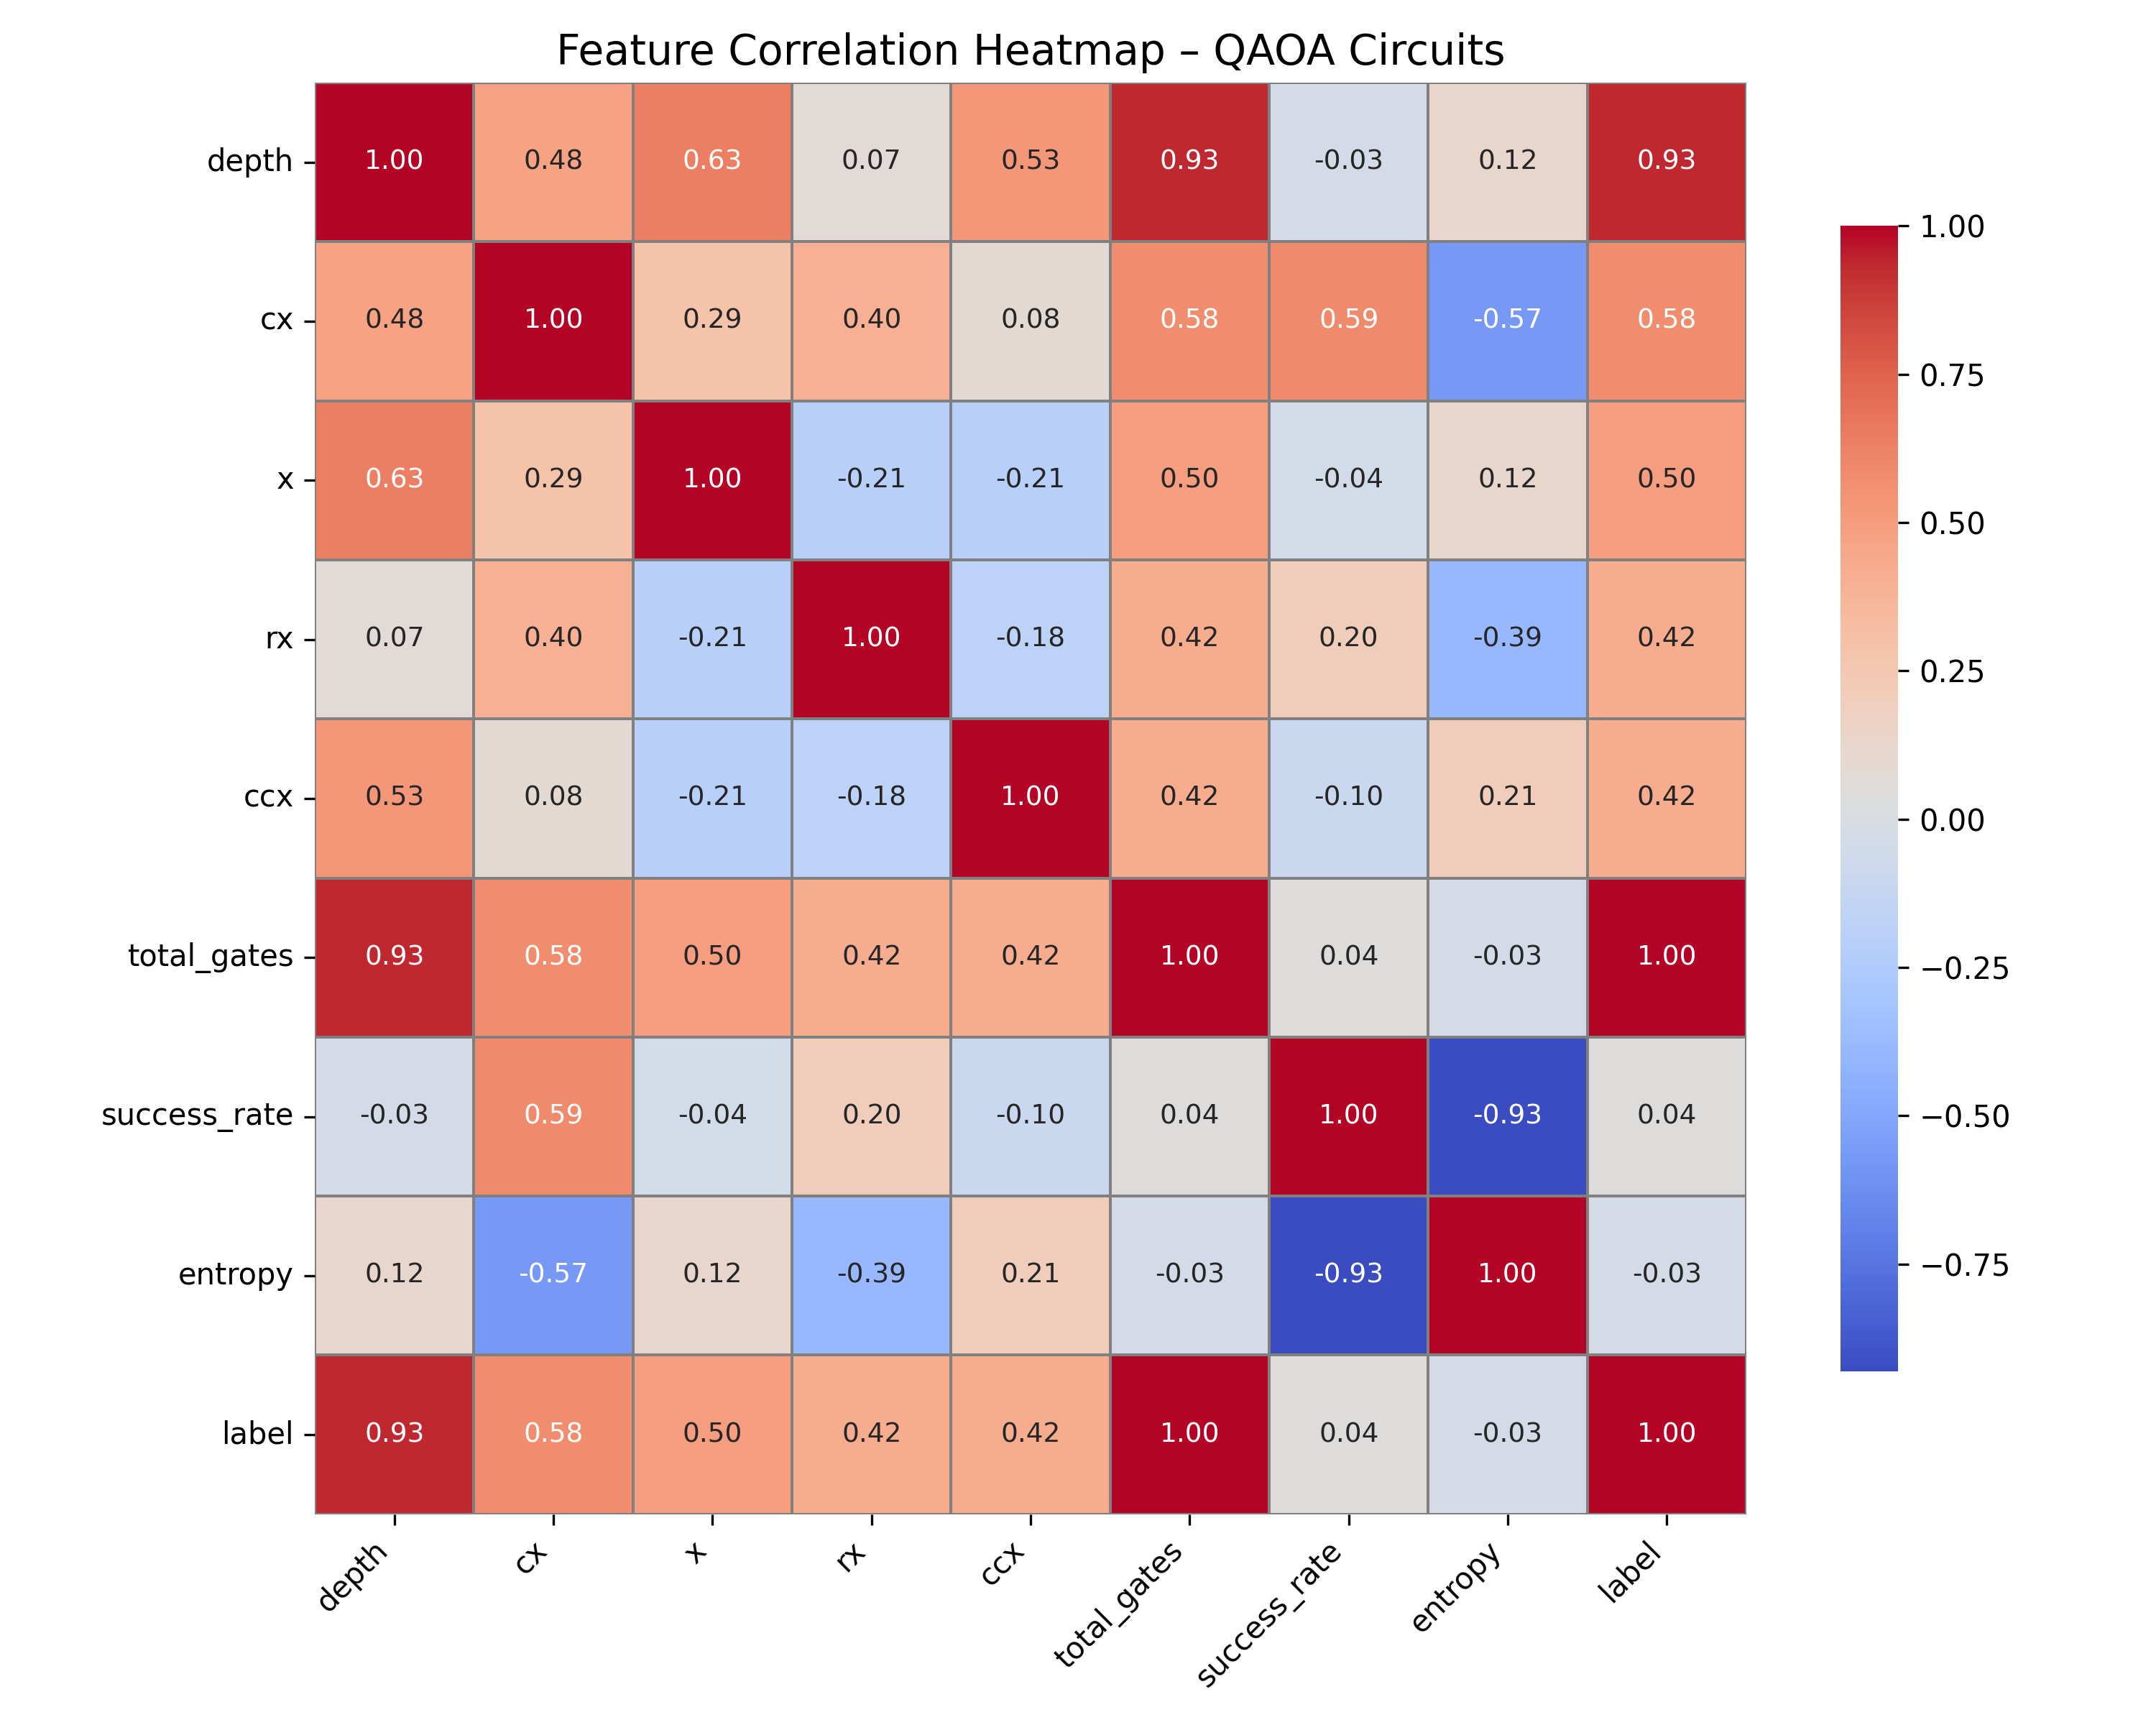 Feature Correlation Heatmap – QAOA Circuits
depth 1.00 0.48 0.63 0.07 0.53 0.93 -0.03 0.12 0.93
cx 0.48 1.00 0.29 0.40 0.08 0.58 0.59 -0.57 0.58
x 0.63 0.29 1.00 -0.21 -0.21 0.50 -0.04 0.12 0.50
rx 0.07 0.40 -0.21 1.00 -0.18 0.42 0.20 -0.39 0.42
ccx 0.53 0.08 -0.21 -0.18 1.00 0.42 -0.10 0.21 0.42
total_gates 0.93 0.58 0.50 0.42 0.42 1.00 0.04 -0.03 1.00
success_rate -0.03 0.59 -0.04 0.20 -0.10 0.04 1.00 -0.93 0.04
entropy 0.12 -0.57 0.12 -0.39 0.21 -0.03 -0.93 1.00 -0.03
label 0.93 0.58 0.50 0.42 0.42 1.00 0.04 -0.03 1.00
depth cx x rx ccx total_gates success_rate entropy label
1.00
0.75
0.50
0.25
0.00
−0.25
−0.50
−0.75